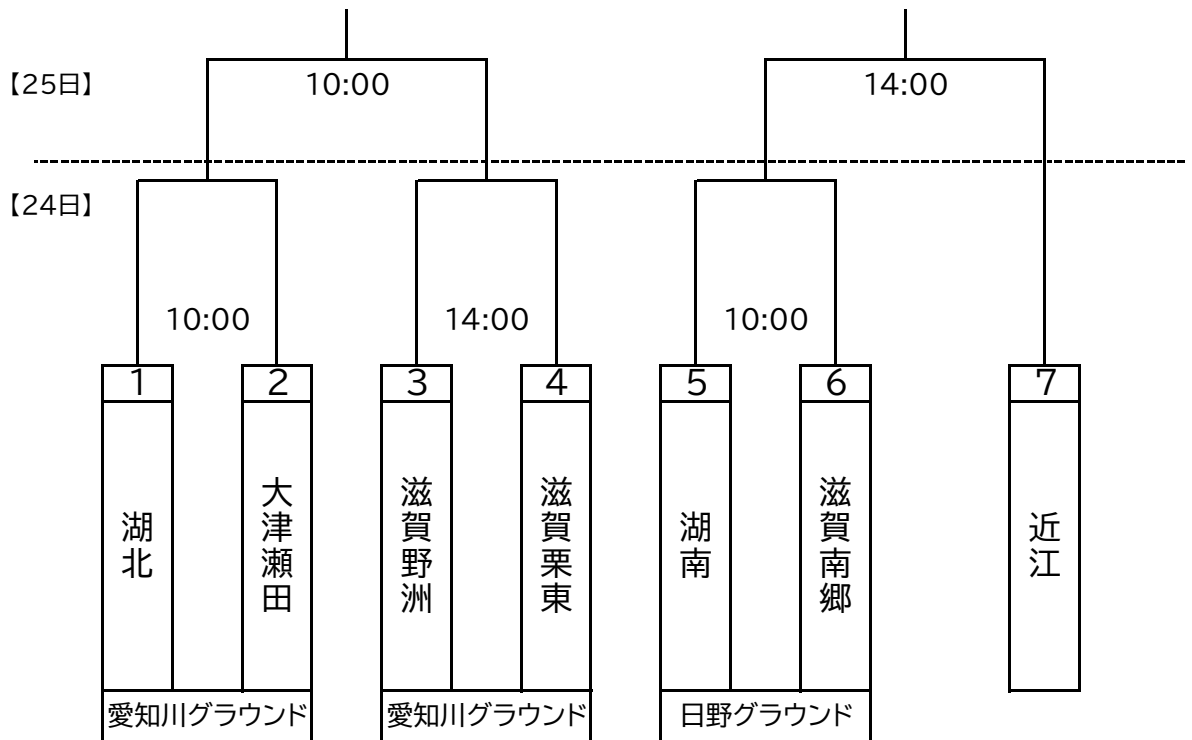 【25日】
10:00
14:00
【24日】
10:00
14:00
10:00
1
2
3
4
5
6
7
湖北
大津瀬田
滋賀野洲
滋賀栗東
湖南
滋賀南郷
近江
愛知川グラウンド
愛知川グラウンド
日野グラウンド